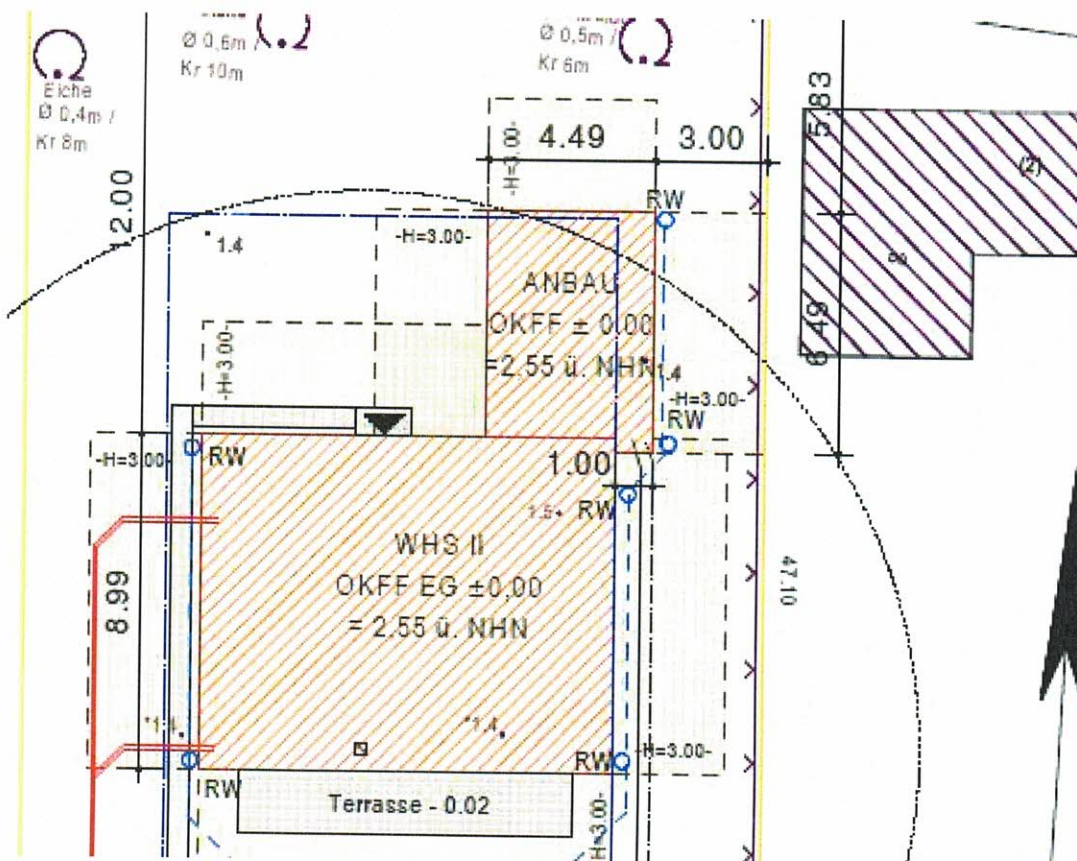 Ø 0,6m /
Kr 10m
Ø 0,5m /
Kr 6m
Eiche
Ø 0,4m /
Kr 8m
4.49
3.00
-H=3.00-
5.83
(2)
2.00
RW
1.4
-H=3.00-
ANBAU
OKFF ± 0.00
=2,55 ü. NHN
1.4
6.49
-H=3.00-
-H=3.00-
RW
-H=3.00-
RW
1.00
1.5+
RW
WHS II
OKFF EG ±0,00
= 2.55 ü. NHN
8.99
47.10
1.4
1.4
RW
-H=3.00-
RW
Terrasse - 0.02
H=3.00-